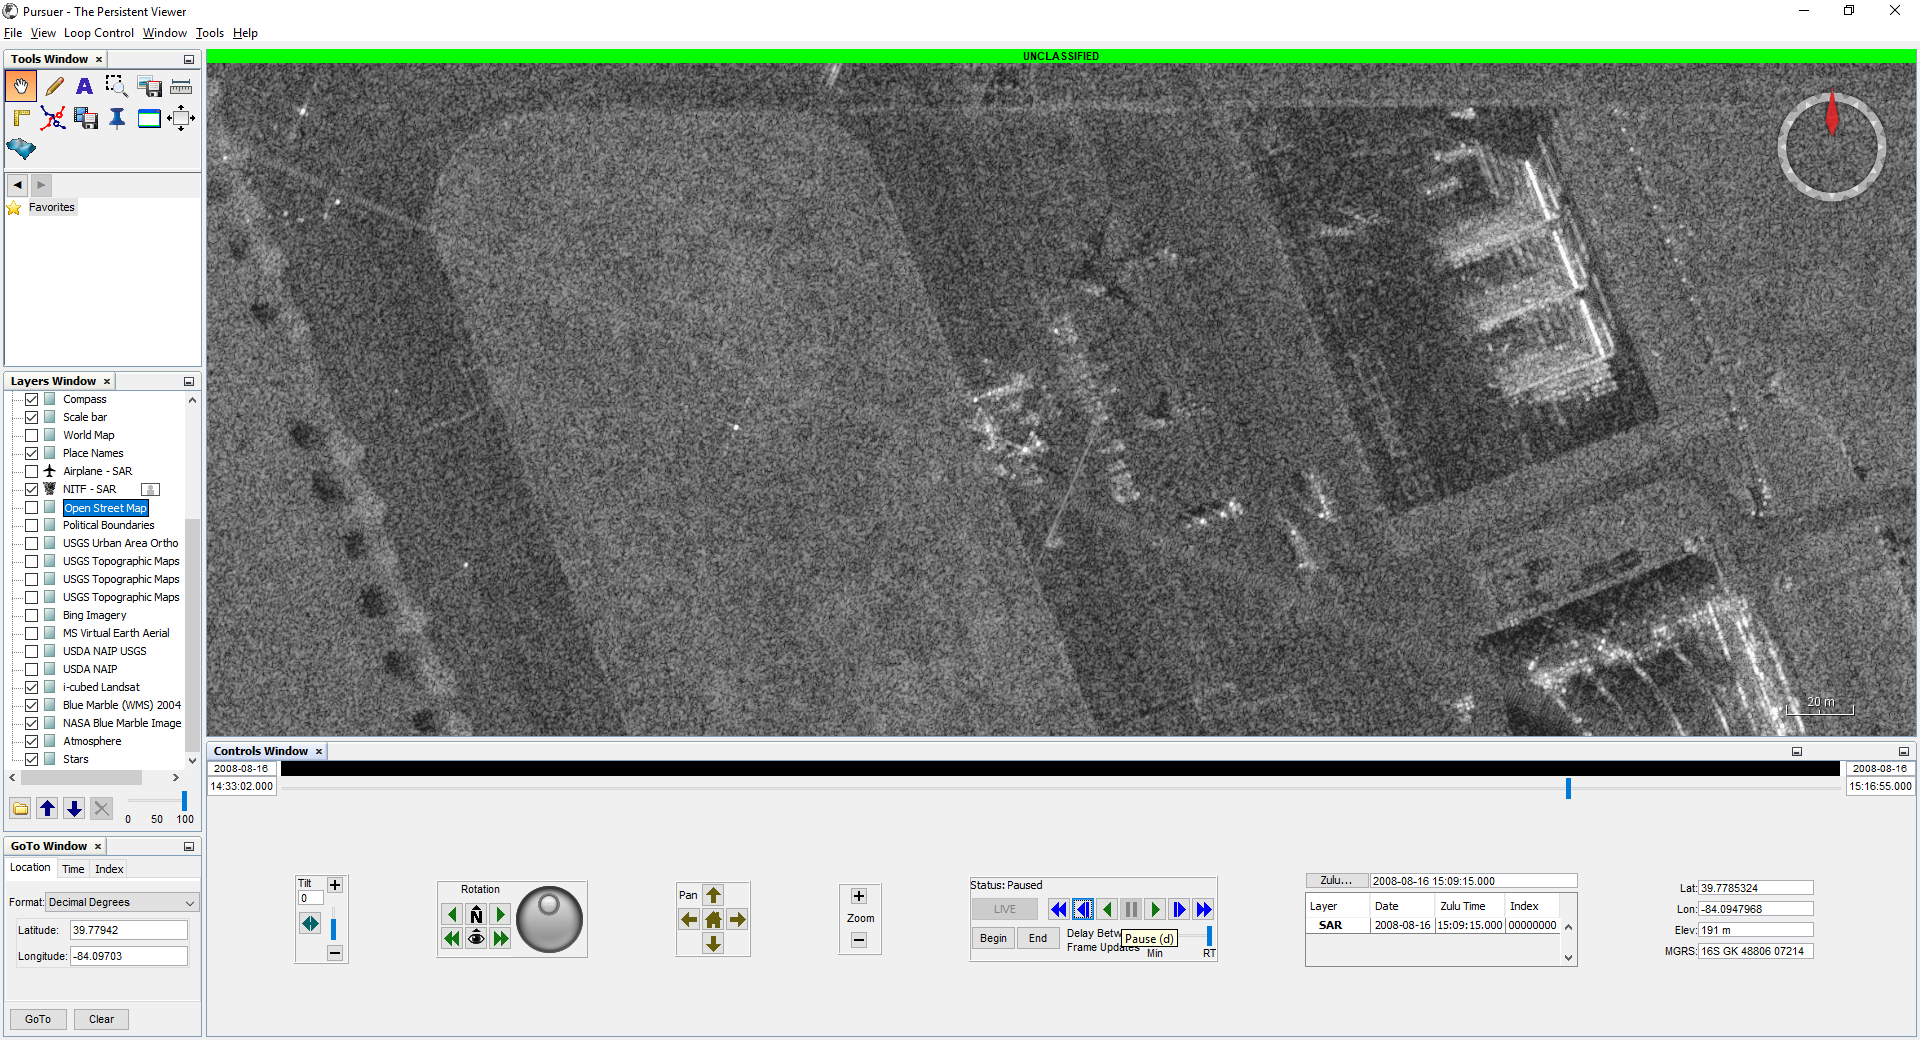 Pursuer - The Persistent Viewer
File View Loop Control Window Tools Help
Tools Window
UNCLASSIFIED
A
Favorites
Layers Window
Compass
Scale bar
World Map
Place Names
Airplane - SAR
NITF - SAR
Open Street Map
Political Boundaries
USGS Urban Area Ortho
USGS Topographic Maps
USGS Topographic Maps
USGS Topographic Maps
Bing Imagery
MS Virtual Earth Aerial
USDA NAIP USGS
USDA NAIP
i-cubed Landsat
Blue Marble (WMS) 2004
NASA Blue Marble Image
Atmosphere
Stars
0 50 100
20 m
GoTo Window
Location Time Index
Format: Decimal Degrees
Latitude: 39.77942
Longitude: -84.09703
GoTo Clear
Controls Window
2008-08-16
14:33:02.000
2008-08-16
15:16:55.000
Tilt
0
Rotation
N
Pan
Zoom
Status: Paused
LIVE
Begin End
Delay Betw
Frame Updates
Pause (d)
Min RT
Zulu... 2008-08-16 15:09:15.000
Layer Date Zulu Time Index
SAR 2008-08-16 15:09:15.000 00000000
Lat: 39.7785324
Lon: -84.0947968
Elev: 191 m
MGRS: 16S GK 48806 07214